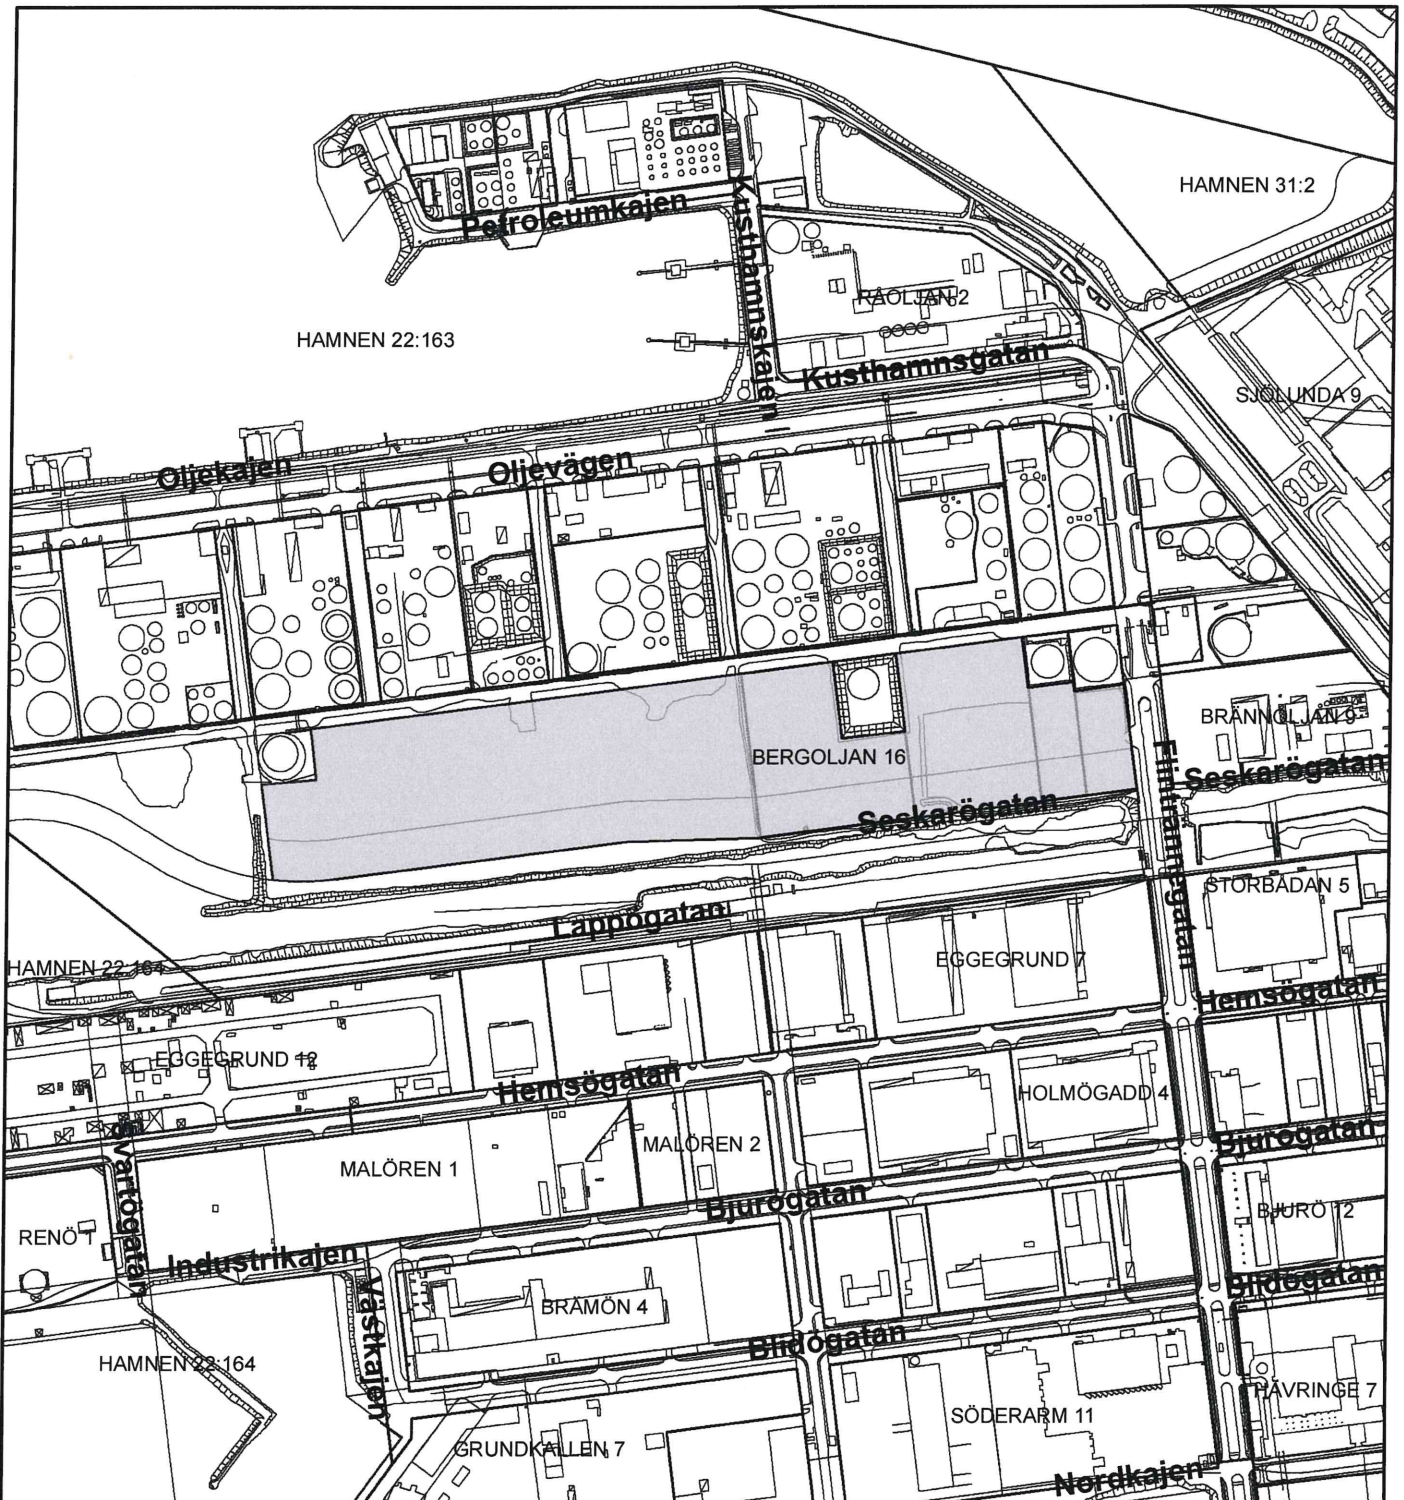 HAMNEN 31:2
Petroleumkajen
Kusthamnskajen
RÅOLJAN 2
HAMNEN 22:163
Kusthamnsgatan
SJÖLUNDA 9
Oljekajen
Oljevägen
BRÄNNOLJAN 9
BERGOLJAN 16
Seskarögatan
Seskarögatan
Flintrännegatan
STORBÅDAN 5
Lappögatan
EGGEGRUND 7
HAMNEN 22:164
Hemsögatan
EGGEGRUND 12
Hemsögatan
HOLMÖGADD 4
Svartögatan
Bjurögatan
MALÖREN 2
MALÖREN 1
Bjurögatan
BJURÖ 12
RENÖ 1
Industrikajen
Västkajen
Blidögatan
BRÄMÖN 4
Blidögatan
HAMNEN 22:164
HÄVRINGE 7
SÖDERARM 11
GRUNDKALLEN 7
Nordkajen